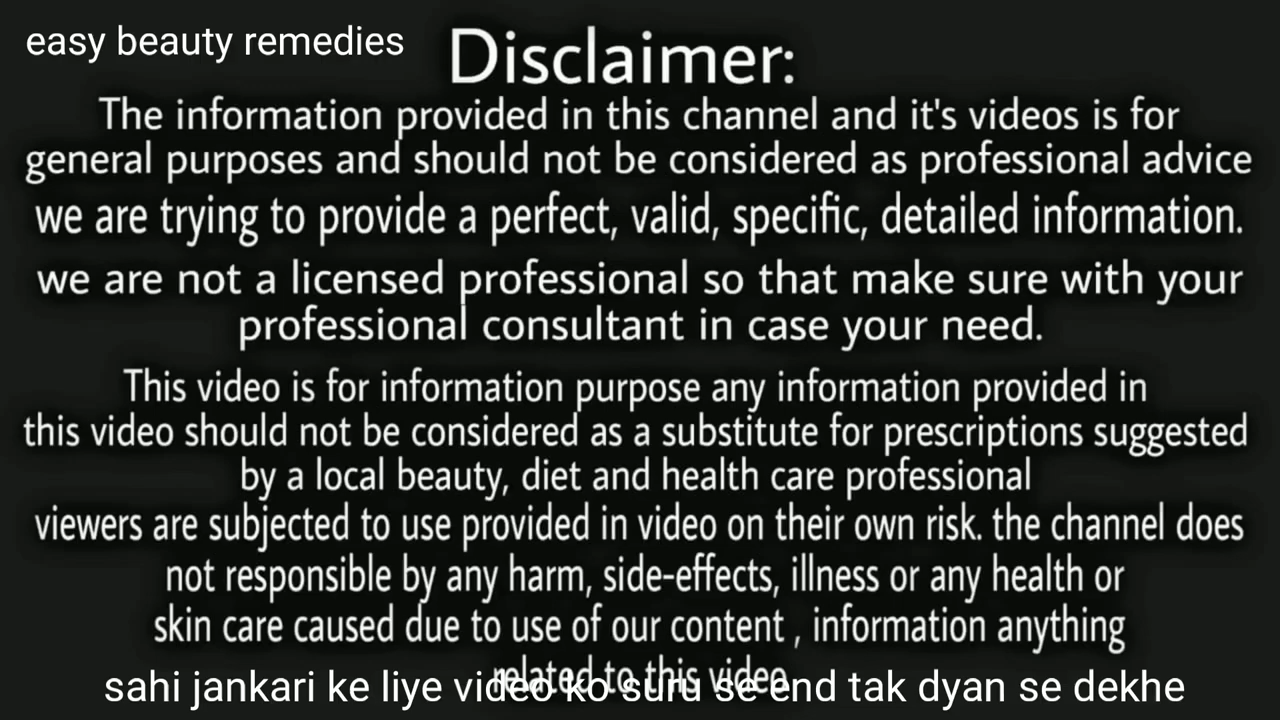 easy beauty remedies
Disclaimer:
The information provided in this channel and it's videos is for
general purposes and should not be considered as professional advice
we are trying to provide a perfect, valid, specific, detailed information.
we are not a licensed professional so that make sure with your
professional consultant in case your need.
This video is for information purpose any information provided in
this video should not be considered as a substitute for prescriptions suggested
by a local beauty, diet and health care professional
viewers are subjected to use provided in video on their own risk. the channel does
not responsible by any harm, side-effects, illness or any health or
skin care caused due to use of our content , information anything
related to this video
sahi jankari ke liye video ko suru se end tak dyan se dekhe